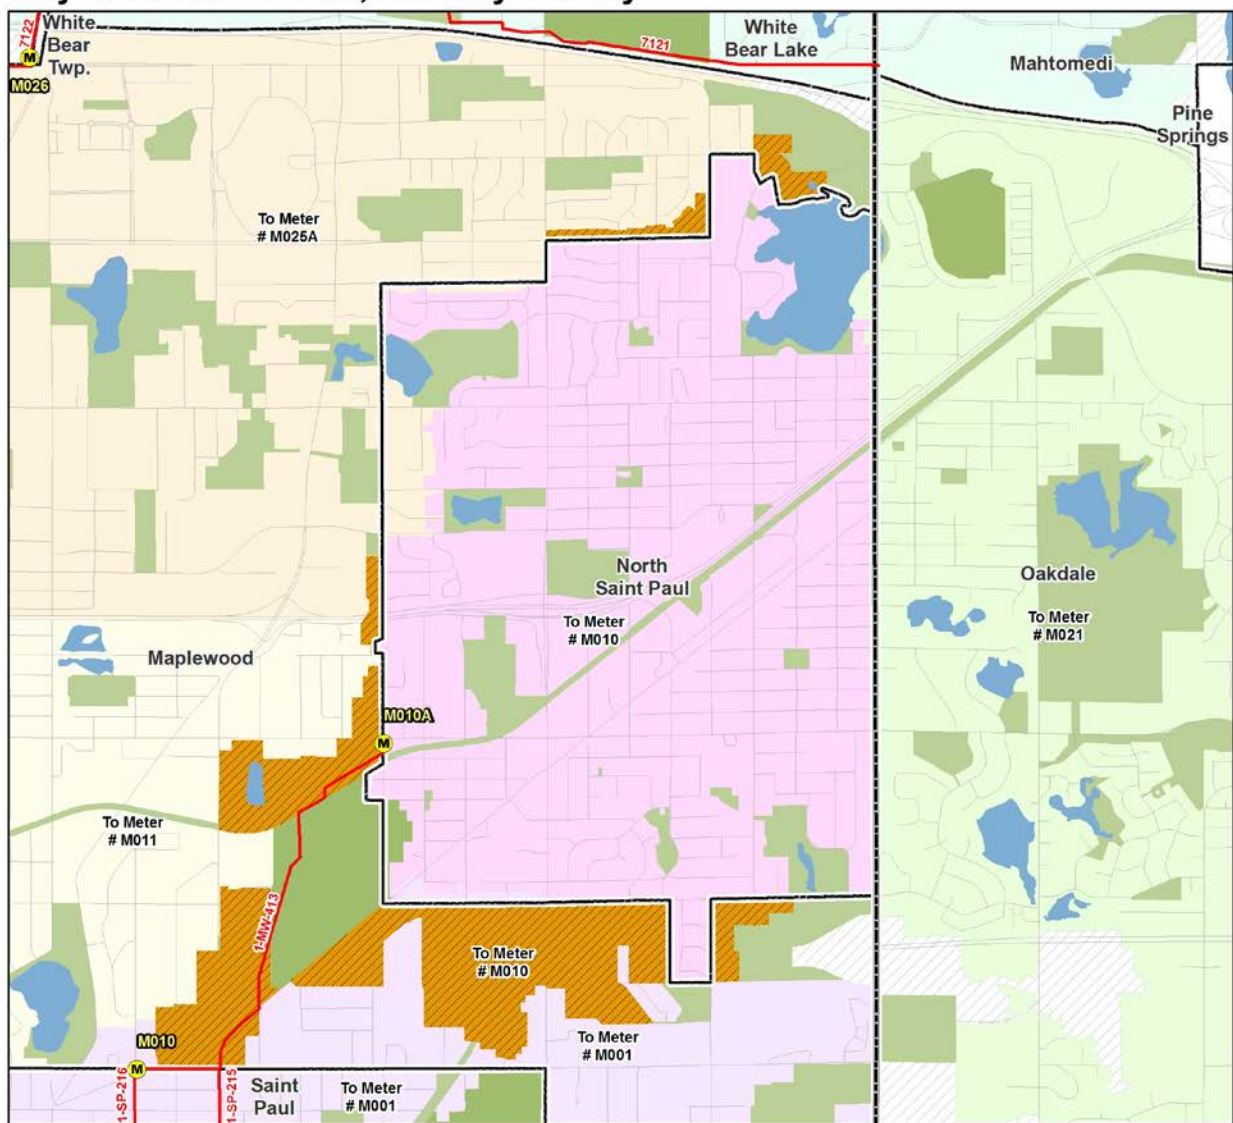 7122
White
Bear
Twp.
M
M026
7121
White
Bear Lake
Mahtomedi
Pine
Springs
To Meter
# M025A
North
Saint Paul
To Meter
# M010
Oakdale
To Meter
# M021
Maplewood
M010A
M
To Meter
# M011
1-MW-413
To Meter
# M010
To Meter
# M001
M010
M
1-SP-216
1-SP-215
Saint
Paul
To Meter
# M001